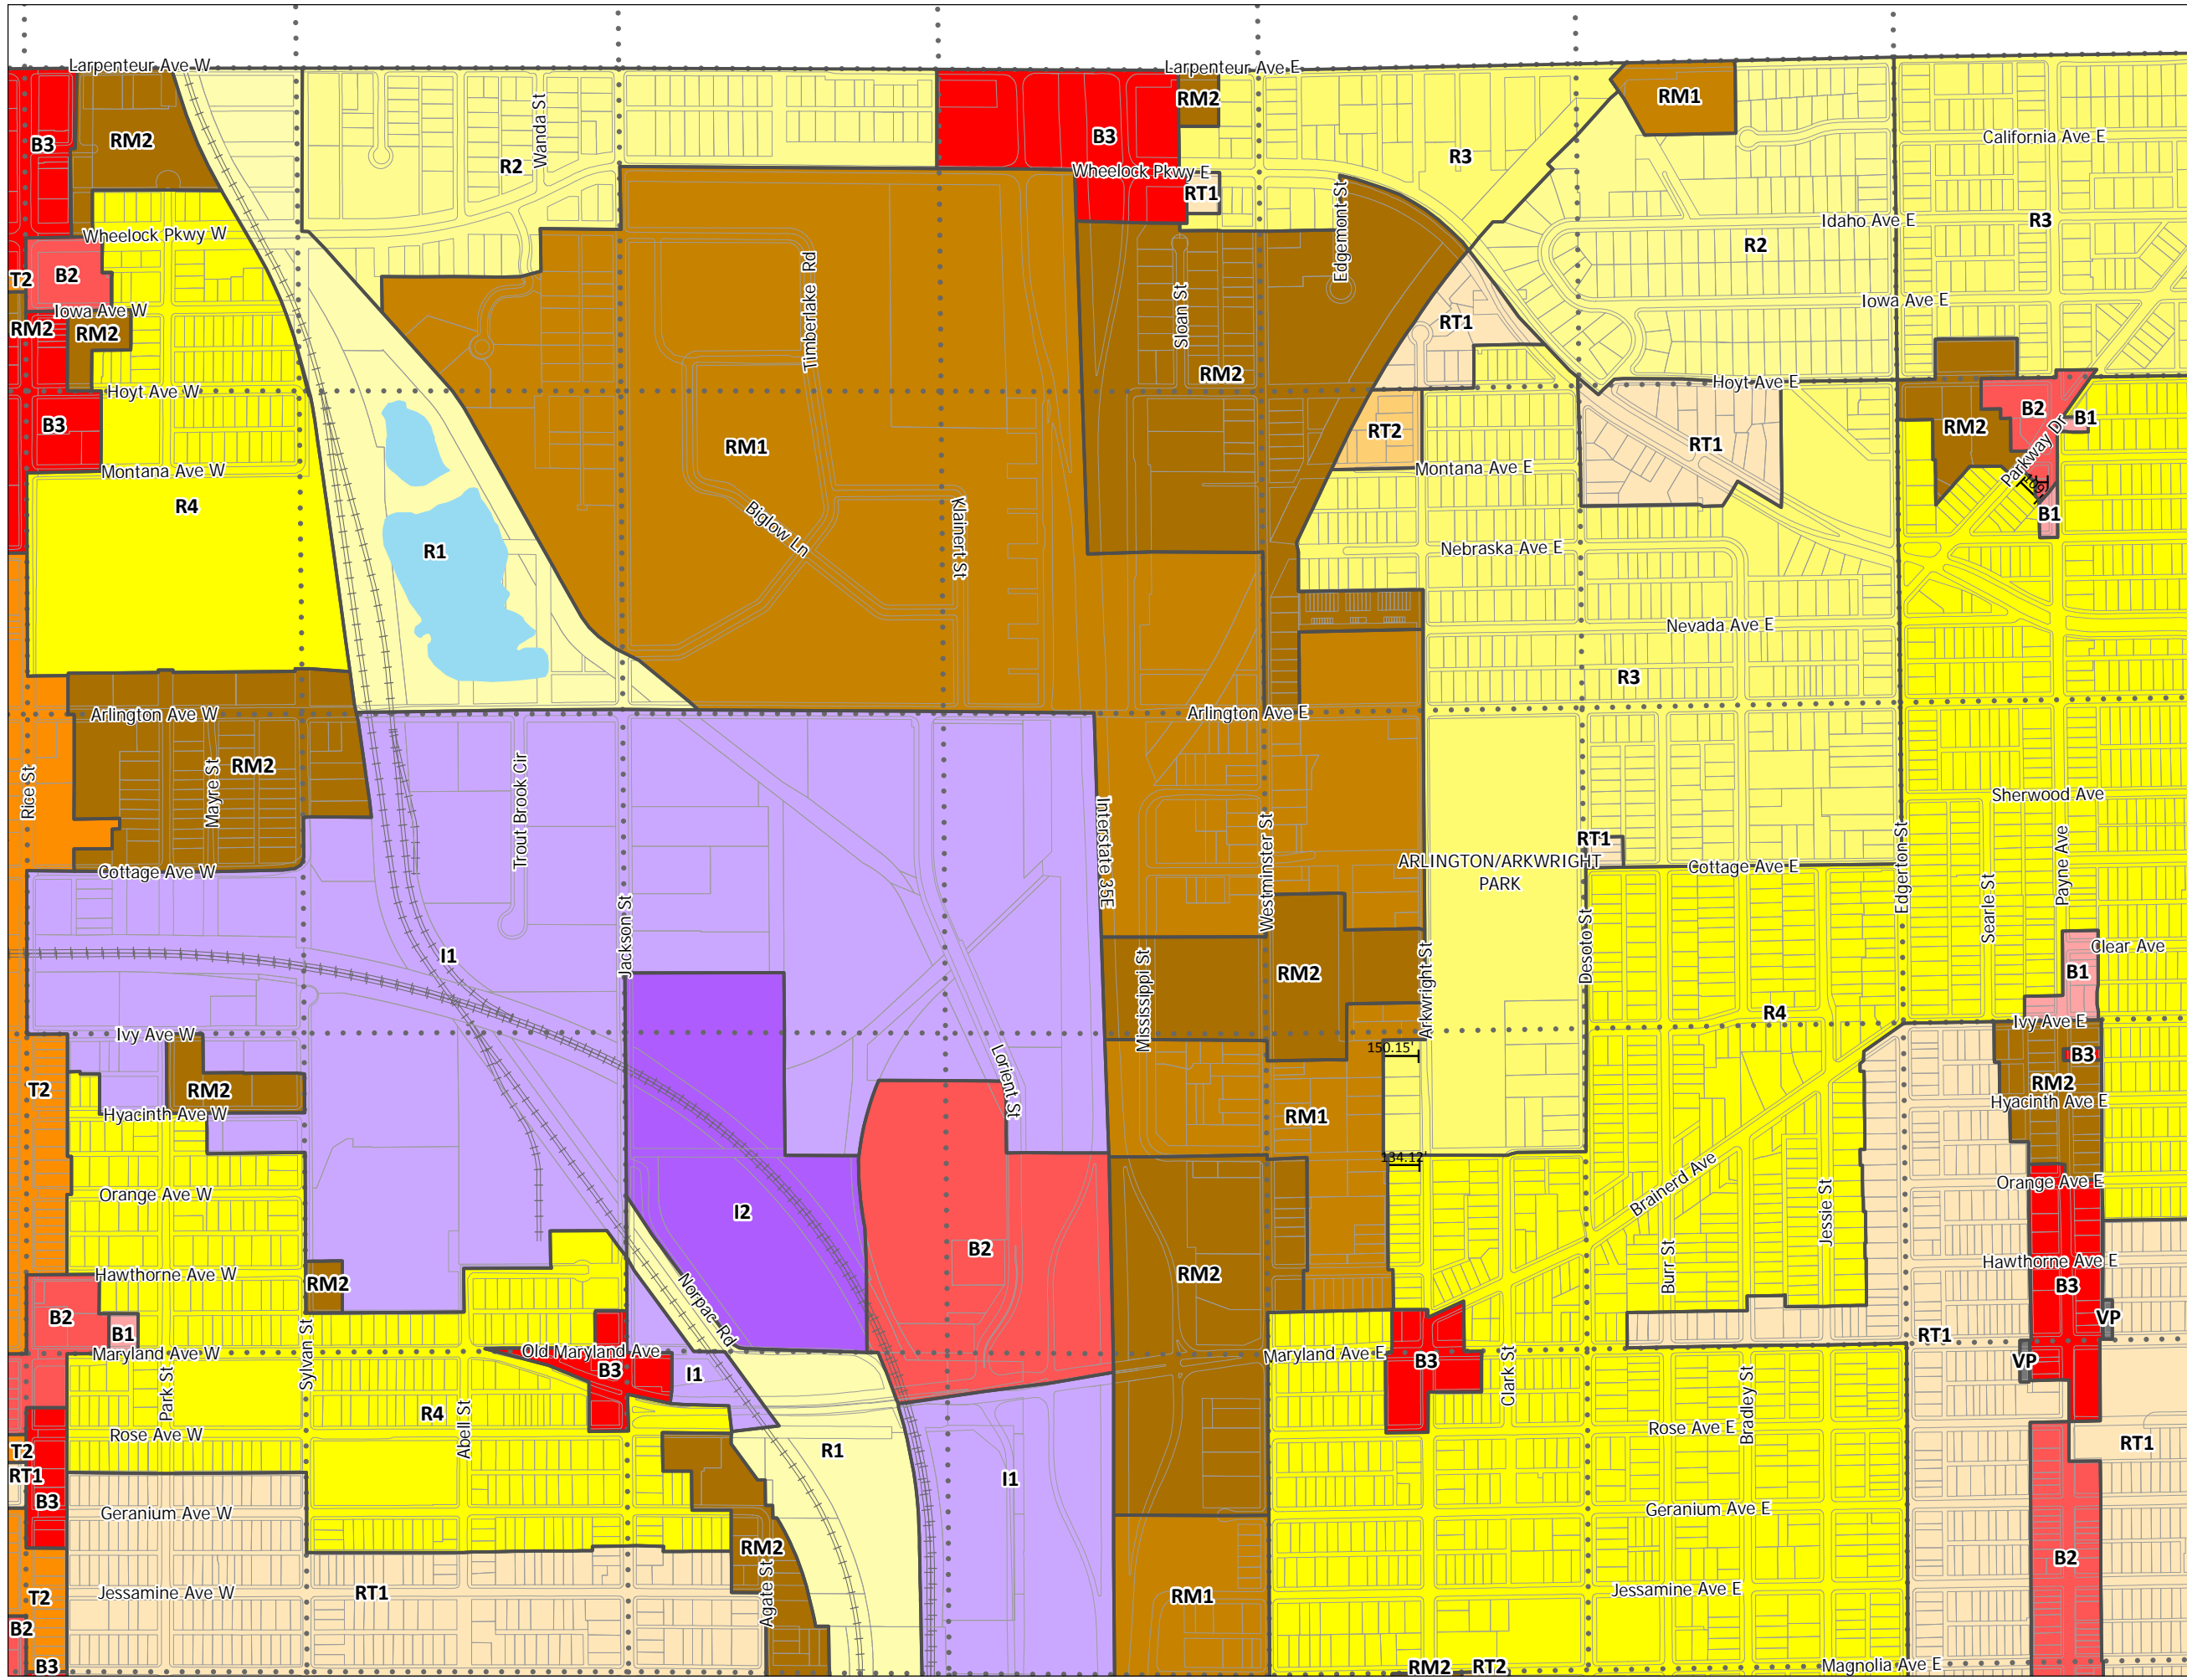 Larpenteur Ave W
Larpenteur Ave E
RM2
RM1
B3
RM2
B3
R2
Wanda St
California Ave E
R3
Wheelock Pkwy E
RT1
Edgemont St
Idaho Ave E
R3
Wheelock Pkwy W
R2
T2
B2
Timberlake Rd
Sloan St
Iowa Ave E
Iowa Ave W
RM2
RM2
RT1
RM2
Hoyt Ave W
Hoyt Ave E
B3
RM1
RT2
RT1
RM2
B2
B1
Parkway Dr
Montana Ave W
Montana Ave E
R4
Biglow Ln
Klainert St
B1
R1
Nebraska Ave E
Nevada Ave E
R3
Arlington Ave W
Arlington Ave E
Rice St
Mayre St
RM2
Trout Brook Cir
Interstate 35E
Westminster St
Sherwood Ave
RT1
ARLINGTON/ARKWRIGHT
PARK
Cottage Ave W
Cottage Ave E
Edgerton St
Searle St
Payne Ave
Jackson St
I1
Mississippi St
RM2
Arkwright St
Desoto St
Clear Ave
B1
R4
Ivy Ave W
Ivy Ave E
150.15'
B3
T2
RM2
Lorient St
RM2
Hyacinth Ave W
Hyacinth Ave E
RM1
134.12'
Orange Ave W
Orange Ave E
Brainerd Ave
Jessie St
I2
B2
Burr St
Hawthorne Ave W
Hawthorne Ave E
RM2
RM2
B3
Norpac Rd
B2
B1
VP
RT1
Maryland Ave W
Old Maryland Ave
Maryland Ave E
B3
I1
B3
VP
Sylvan St
Park St
Abell St
R4
Clark St
Bradley St
Rose Ave W
Rose Ave E
T2
R1
RT1
RT1
I1
B3
Geranium Ave W
Geranium Ave E
RM2
B2
Agate St
Jessamine Ave W
RT1
Jessamine Ave E
T2
RM1
B2
B3
RM2
RT2
Magnolia Ave E